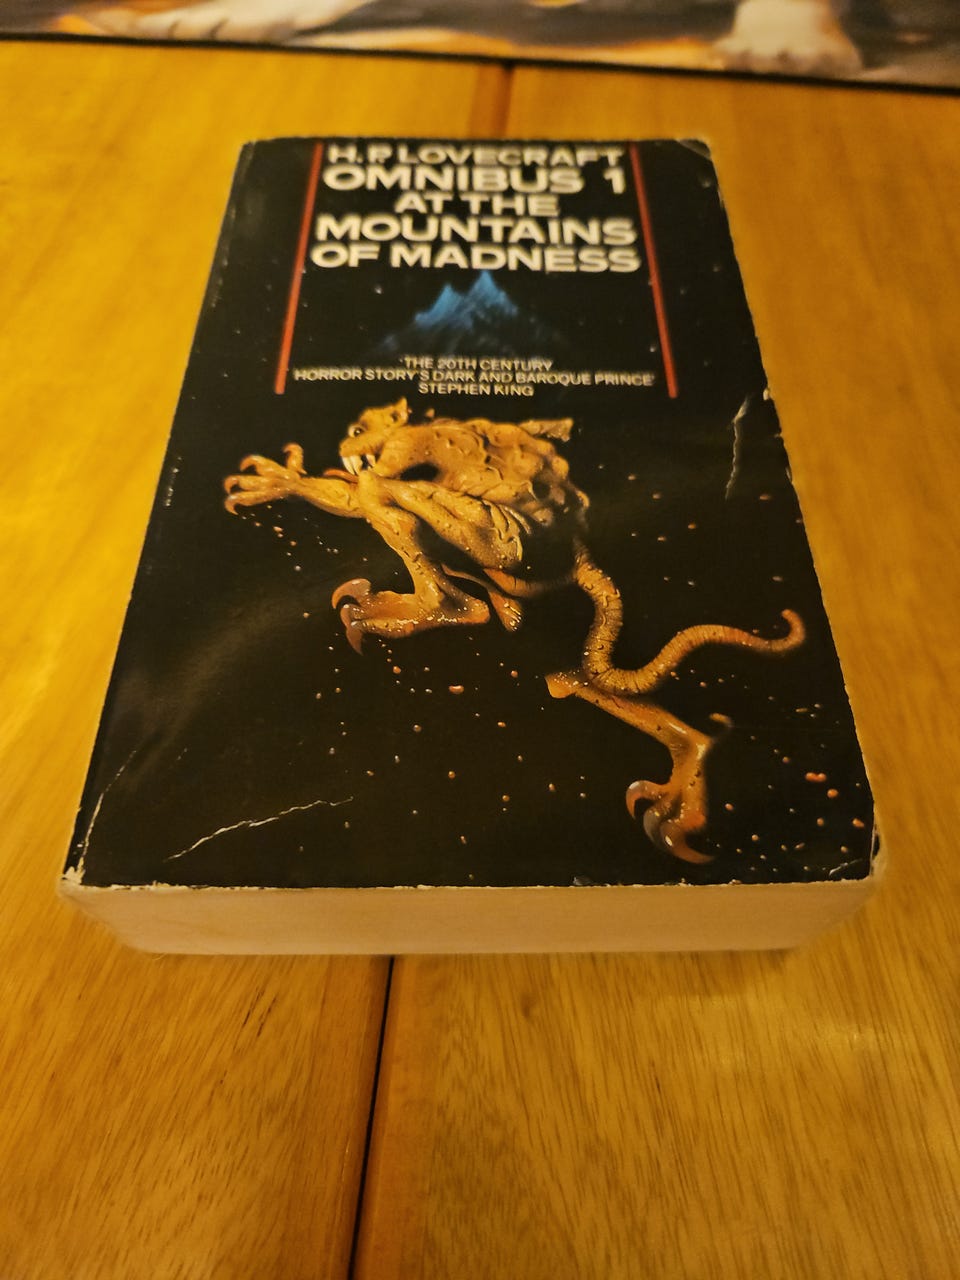 H.P. LOVECRAFT
OMNIBUS 1
AT THE
MOUNTAINS
OF MADNESS
'THE 20TH CENTURY
HORROR STORY'S DARK AND BAROQUE PRINCE'
STEPHEN KING